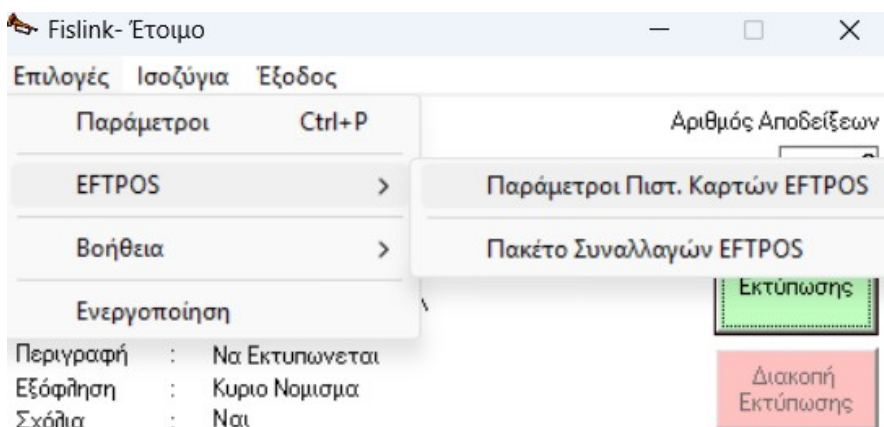 Fislink- Έτοιμο
Επιλογές Ισοζύγια Έξοδος
Παράμετροι Ctrl+P
Αριθμός Αποδείξεων
EFTPOS >
Παράμετροι Πιστ. Καρτών EFTPOS
Βοήθεια >
Πακέτο Συναλλαγών EFTPOS
Εκτύπωσης
Ενεργοποίηση
\
Περιγραφή : Να Εκτυπωνεται
Εξόφληση : Κυριο Νομισμα
Σχόλια : Ναι
Διακοπή
Εκτύπωσης